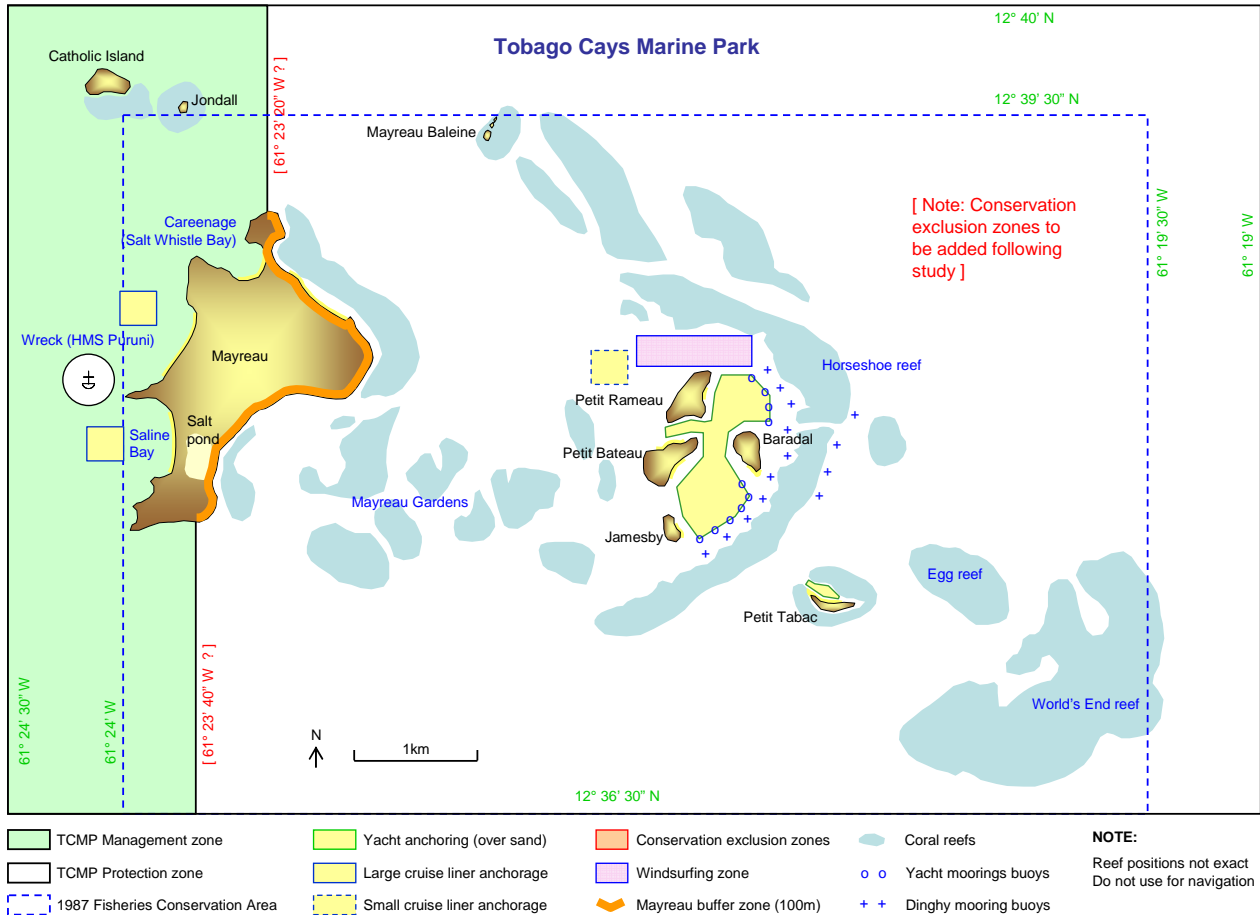 12° 40' N
Tobago Cays Marine Park
Catholic Island
Jondall
[ 61° 23' 20" W ? ]
12° 39' 30" N
Mayreau Baleine
[ Note: Conservation
exclusion zones to
be added following
study ]
61° 19' 30" W
61° 19' W
Careenage
(Salt Whistle Bay)
Wreck (HMS Puruni)
Mayreau
Horseshoe reef
Petit Rameau
Salt
pond
Saline
Bay
Baradal
Petit Bateau
Mayreau Gardens
Jamesby
Egg reef
Petit Tabac
World's End reef
61° 24' 30" W
61° 24' W
[ 61° 23' 40" W ? ]
N
1km
12° 36' 30" N
TCMP Management zone
Yacht anchoring (over sand)
Conservation exclusion zones
Coral reefs
NOTE:
TCMP Protection zone
Large cruise liner anchorage
Windsurfing zone
o o Yacht moorings buoys
Reef positions not exact
Do not use for navigation
1987 Fisheries Conservation Area
Small cruise liner anchorage
Mayreau buffer zone (100m)
+ + Dinghy mooring buoys